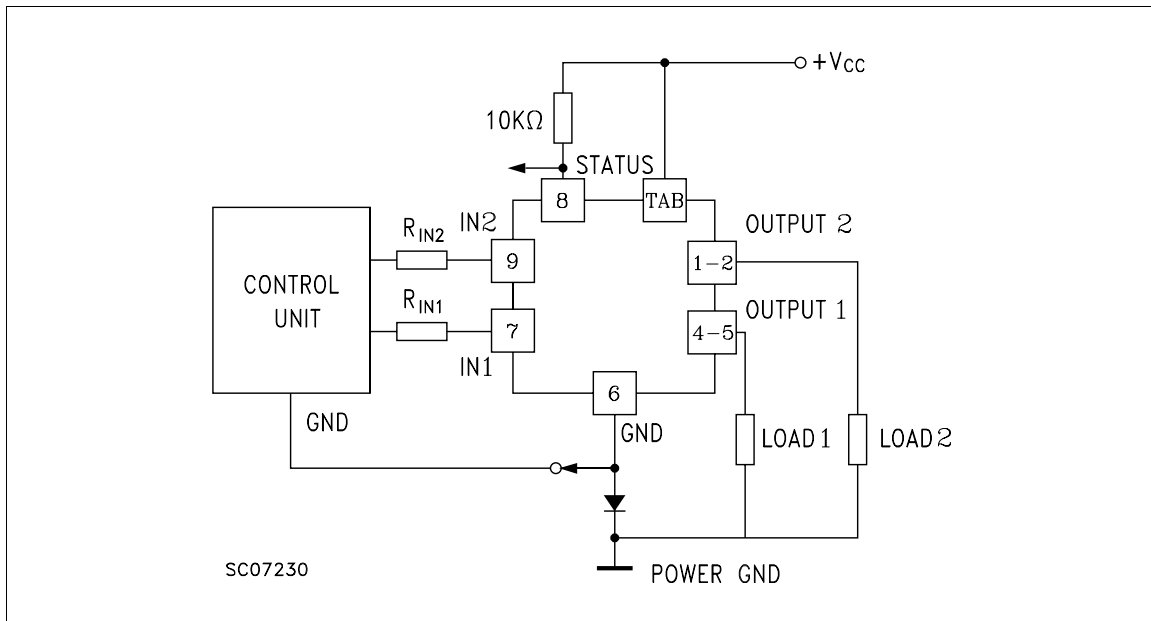 +VCC
10KΩ
STATUS
8
TAB
IN2
RIN2
9
OUTPUT 2
1-2
CONTROL
UNIT
RIN1
7
OUTPUT 1
4-5
IN1
6
GND
GND
LOAD 1
LOAD 2
SC07230
POWER GND